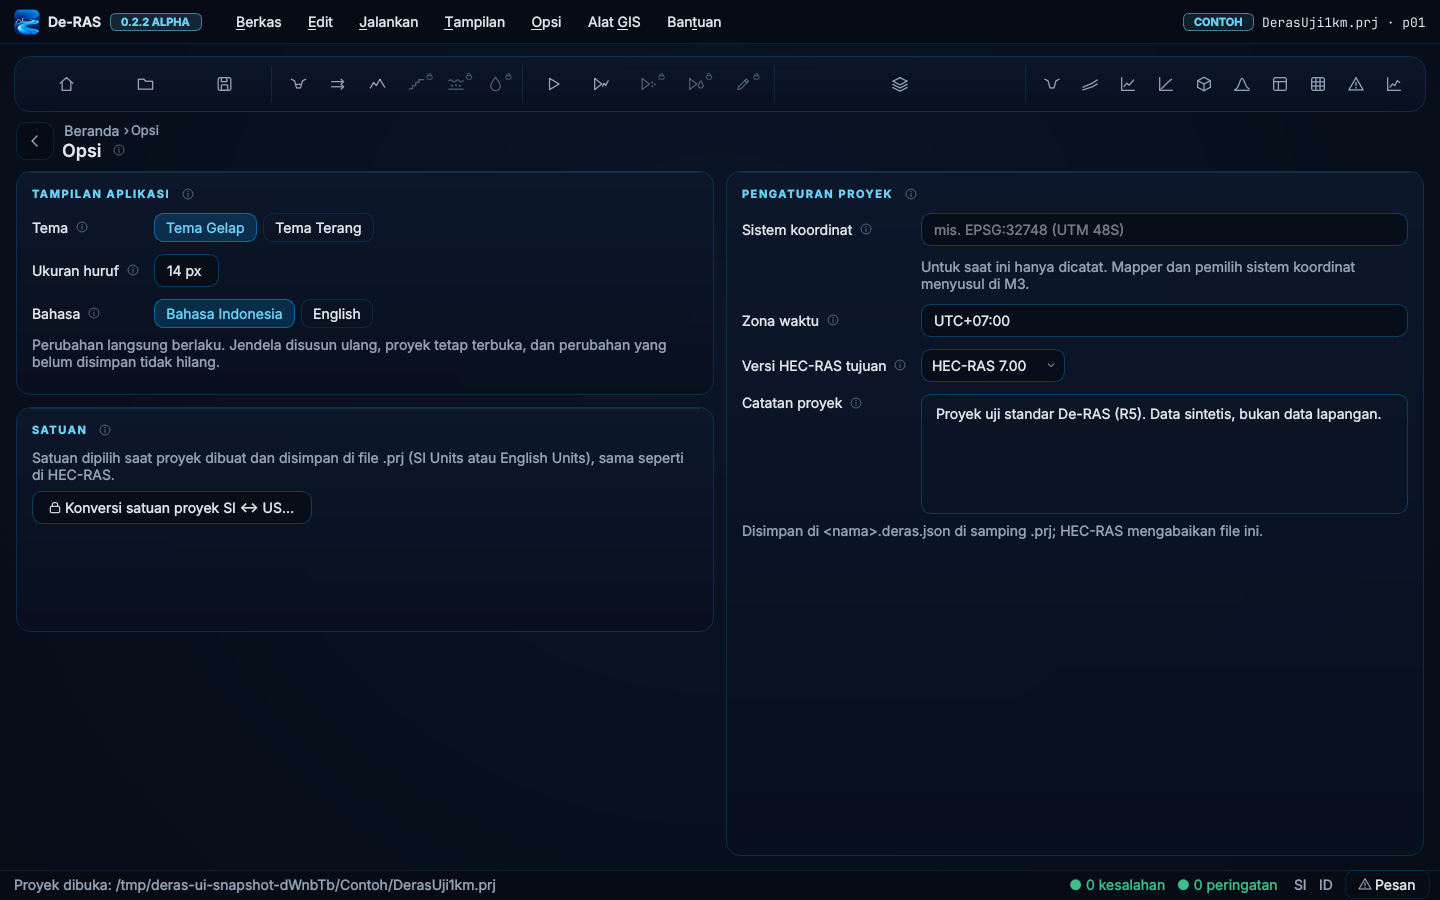 De-RAS 0.2.2 ALPHA Berkas Edit Jalankan Tampilan Opsi Alat GIS Bantuan CONTOH DerasUji1km.prj · p01
Beranda › Opsi
Opsi
TAMPILAN APLIKASI
Tema Tema Gelap Tema Terang
Ukuran huruf 14 px
Bahasa Bahasa Indonesia English
Perubahan langsung berlaku. Jendela disusun ulang, proyek tetap terbuka, dan perubahan yang
belum disimpan tidak hilang.
SATUAN
Satuan dipilih saat proyek dibuat dan disimpan di file .prj (SI Units atau English Units), sama seperti
di HEC-RAS.
Konversi satuan proyek SI ↔ US...
PENGATURAN PROYEK
Sistem koordinat mis. EPSG:32748 (UTM 48S)
Untuk saat ini hanya dicatat. Mapper dan pemilih sistem koordinat
menyusul di M3.
Zona waktu UTC+07:00
Versi HEC-RAS tujuan HEC-RAS 7.00
Catatan proyek Proyek uji standar De-RAS (R5). Data sintetis, bukan data lapangan.
Disimpan di <nama>.deras.json di samping .prj; HEC-RAS mengabaikan file ini.
Proyek dibuka: /tmp/deras-ui-snapshot-dWnbTb/Contoh/DerasUji1km.prj 0 kesalahan 0 peringatan SI ID Pesan